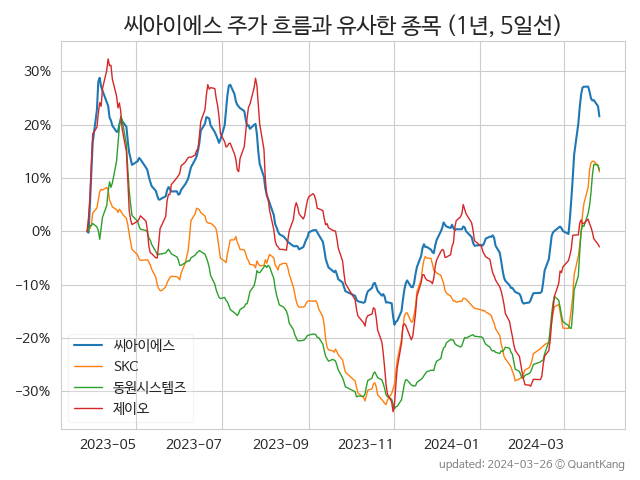 씨아이에스 주가 흐름과 유사한 종목 (1년, 5일선)
30%
20%
10%
0%
−10%
−20%
−30%
씨아이에스
SKC
동원시스템즈
제이오
2023-05
2023-07
2023-09
2023-11
2024-01
2024-03
updated: 2024-03-26 © QuantKang